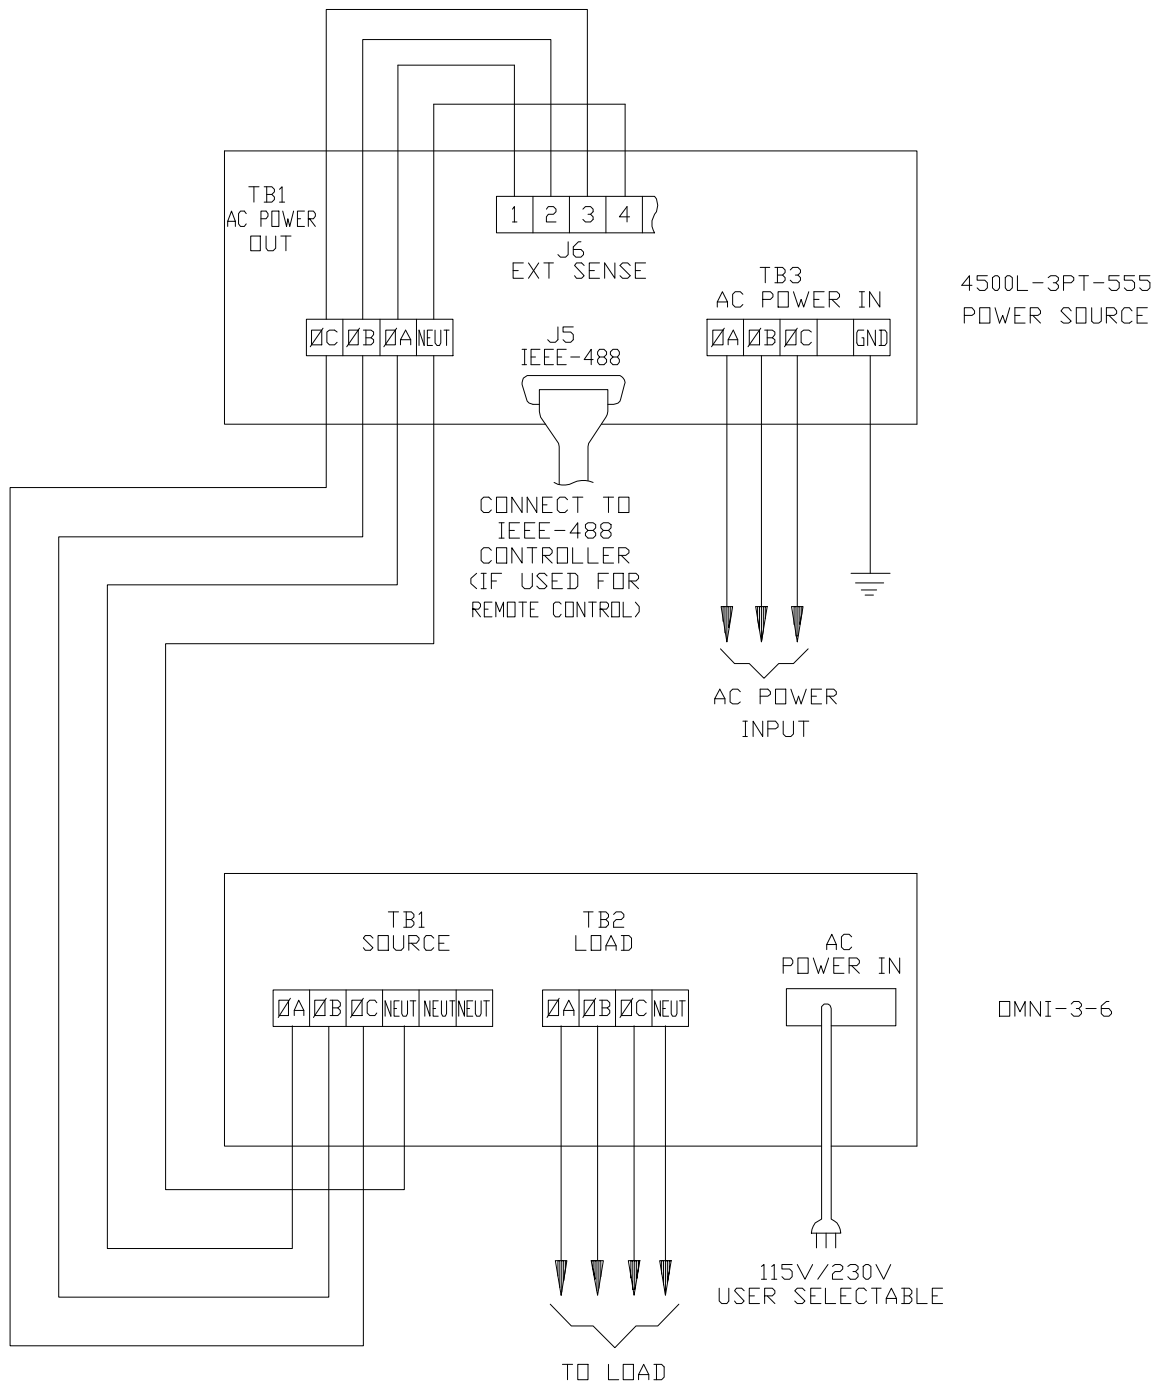 TB1
AC POWER
OUT
1 2 3 4
J6
EXT SENSE
TB3
AC POWER IN
4500L-3PT-555
POWER SOURCE
ØC ØB ØA NEUT
J5
IEEE-488
ØA ØB ØC GND
CONNECT TO
IEEE-488
CONTROLLER
(IF USED FOR
REMOTE CONTROL)
AC POWER
INPUT
TB1
SOURCE
TB2
LOAD
AC
POWER IN
ØA ØB ØC NEUT NEUT NEUT
ØA ØB ØC NEUT
OMNI-3-6
115V/230V
USER SELECTABLE
TO LOAD